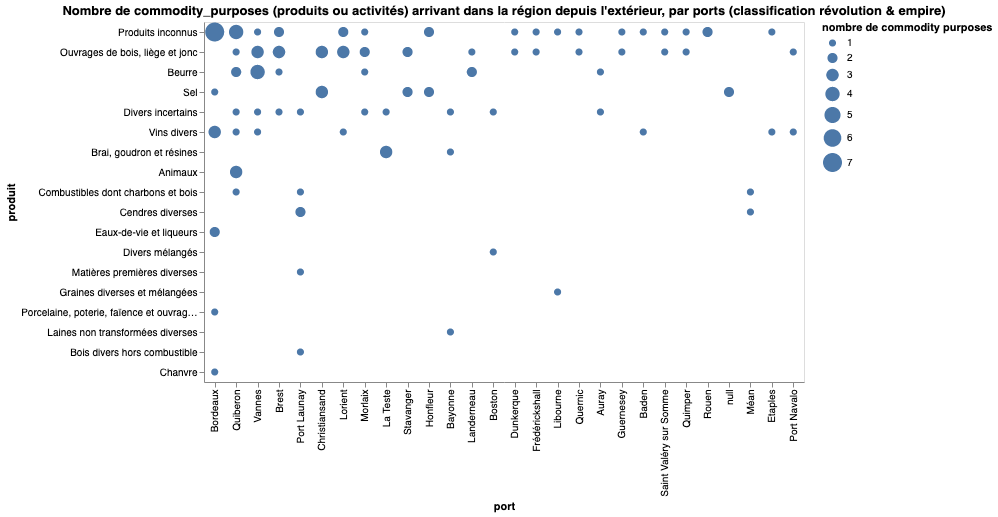 Nombre de commodity_purposes (produits ou activités) arrivant dans la région depuis l'extérieur, par ports (classification révolution & empire)
nombre de commodity purposes
1
2
3
4
5
6
7
produit
Produits inconnus
Ouvrages de bois, liège et jonc
Beurre
Sel
Divers incertains
Vins divers
Brai, goudron et résines
Animaux
Combustibles dont charbons et bois
Cendres diverses
Eaux-de-vie et liqueurs
Divers mélangés
Matières premières diverses
Graines diverses et mélangées
Porcelaine, poterie, faïence et ouvrag…
Laines non transformées diverses
Bois divers hors combustible
Chanvre
Bordeaux
Quiberon
Vannes
Brest
Port Launay
Christiansand
Lorient
Morlaix
La Teste
Stavanger
Honfleur
Bayonne
Landerneau
Boston
Dunkerque
Frédérickshall
Libourne
Quernic
Auray
Guernesey
Baden
Saint Valéry sur Somme
Quimper
Rouen
null
Méan
Etaples
Port Navalo
port